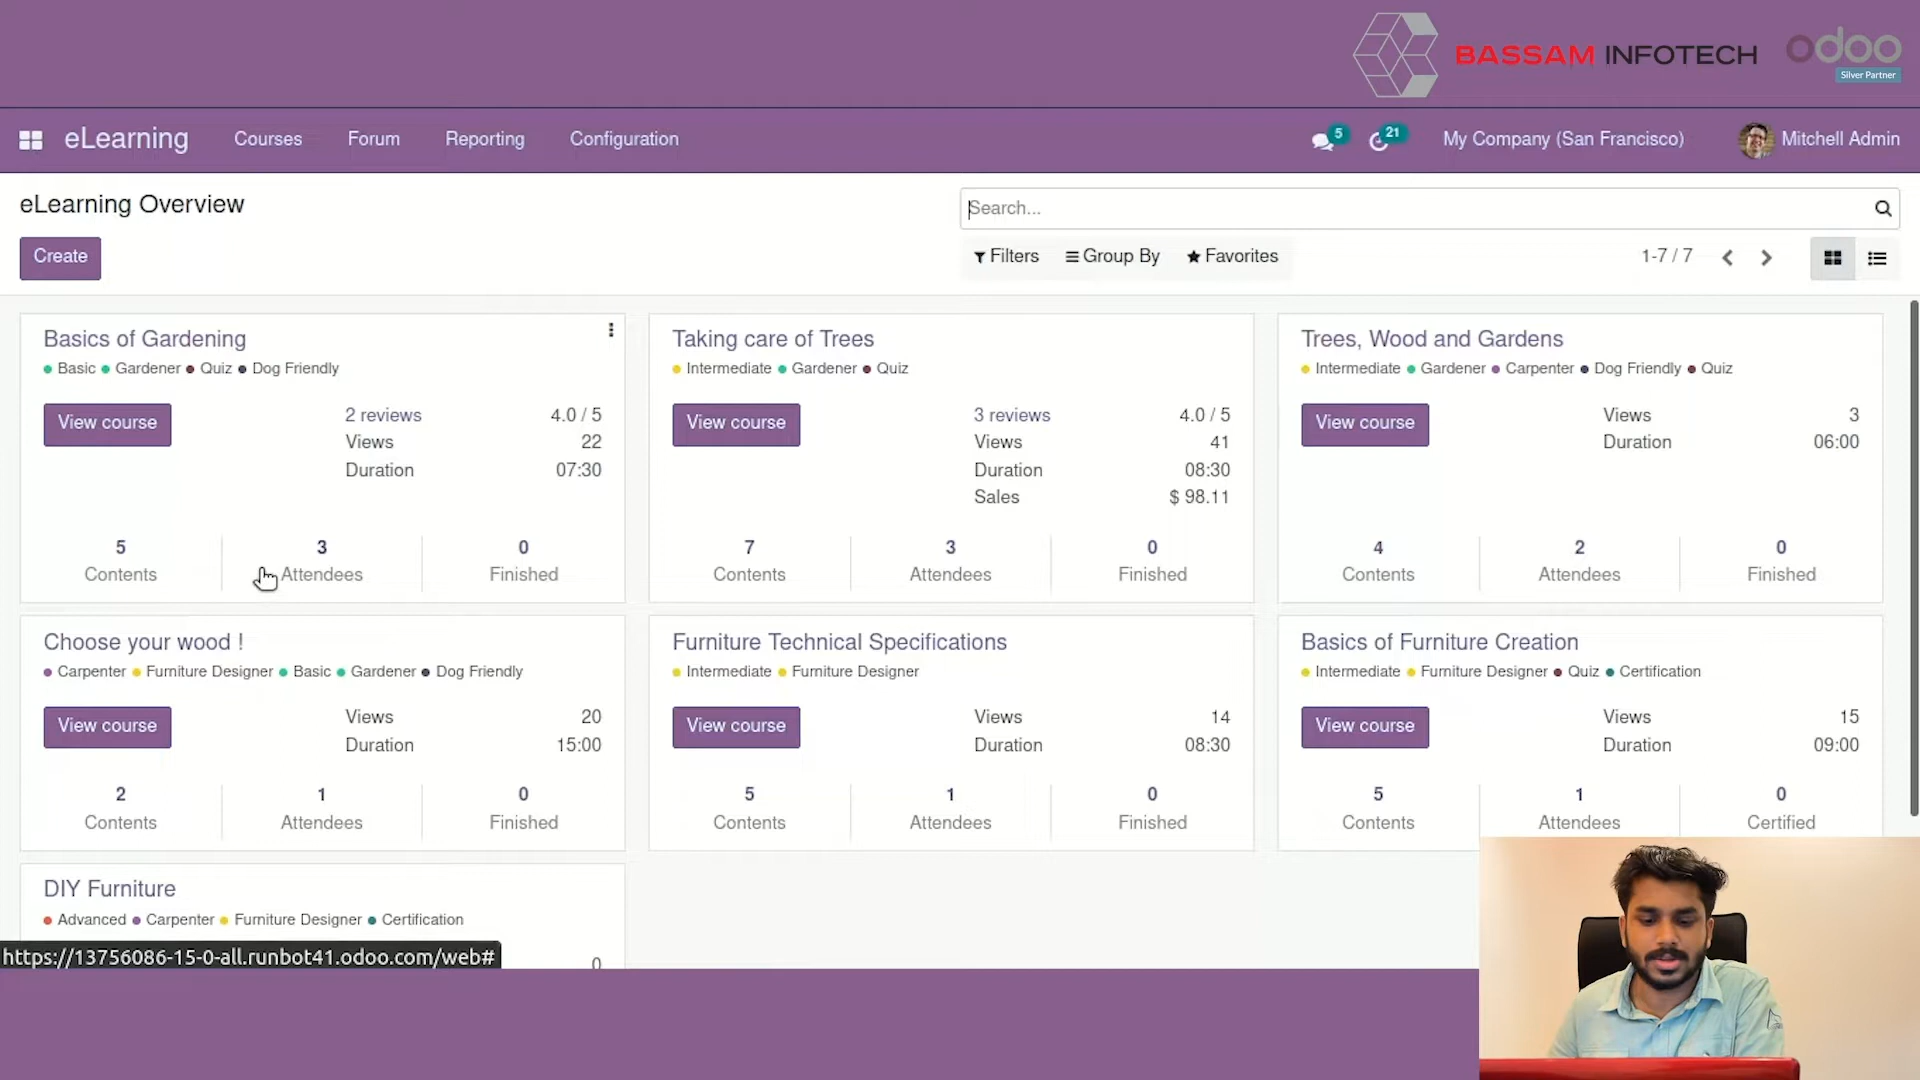 BASSAM INFOTECH
odoo
Silver Partner
eLearning Courses Forum Reporting Configuration 5 21 My Company (San Francisco) Mitchell Admin
eLearning Overview
Search...
Create
Filters Group By Favorites 1-7 / 7
Basics of Gardening
Basic Gardener Quiz Dog Friendly
View course
2 reviews 4.0 / 5
Views 22
Duration 07:30
5 3 0
Contents Attendees Finished
Taking care of Trees
Intermediate Gardener Quiz
View course
3 reviews 4.0 / 5
Views 41
Duration 08:30
Sales $ 98.11
7 3 0
Contents Attendees Finished
Trees, Wood and Gardens
Intermediate Gardener Carpenter Dog Friendly Quiz
View course
Views 3
Duration 06:00
4 2 0
Contents Attendees Finished
Choose your wood !
Carpenter Furniture Designer Basic Gardener Dog Friendly
View course
Views 20
Duration 15:00
2 1 0
Contents Attendees Finished
Furniture Technical Specifications
Intermediate Furniture Designer
View course
Views 14
Duration 08:30
5 1 0
Contents Attendees Finished
Basics of Furniture Creation
Intermediate Furniture Designer Quiz Certification
View course
Views 15
Duration 09:00
5 1 0
Contents Attendees Certified
DIY Furniture
Advanced Carpenter Furniture Designer Certification
0
https://13756086-15-0-all.runbot41.odoo.com/web#